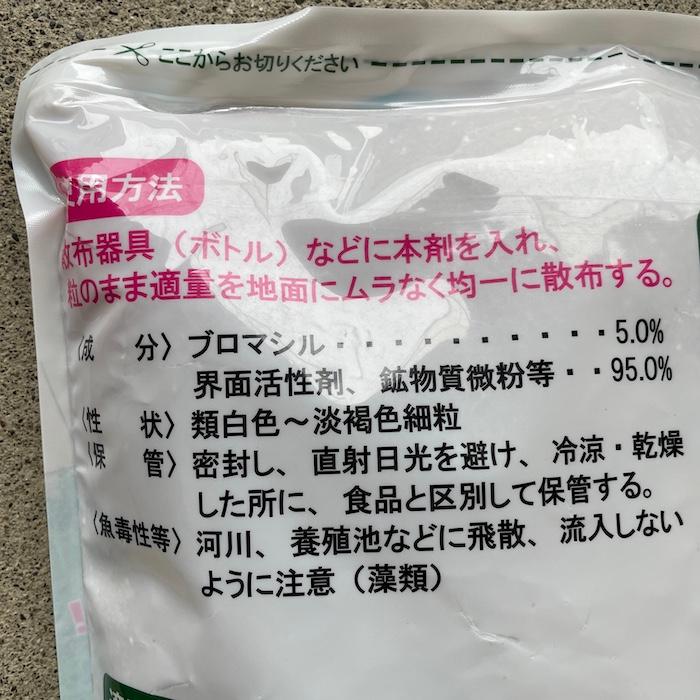 ここからお切りください
使用方法
散布器具（ボトル）などに本剤を入れ、
粒のまま適量を地面にムラなく均一に散布する。
〈成　分〉ブロマシル・・・・・・・・・・・5.0%
界面活性剤、鉱物質微粉等・・95.0%
〈性　状〉類白色～淡褐色細粒
〈保　管〉密封し、直射日光を避け、冷涼・乾燥
した所に、食品と区別して保管する。
〈魚毒性等〉河川、養殖池などに飛散、流入しない
ように注意（藻類）